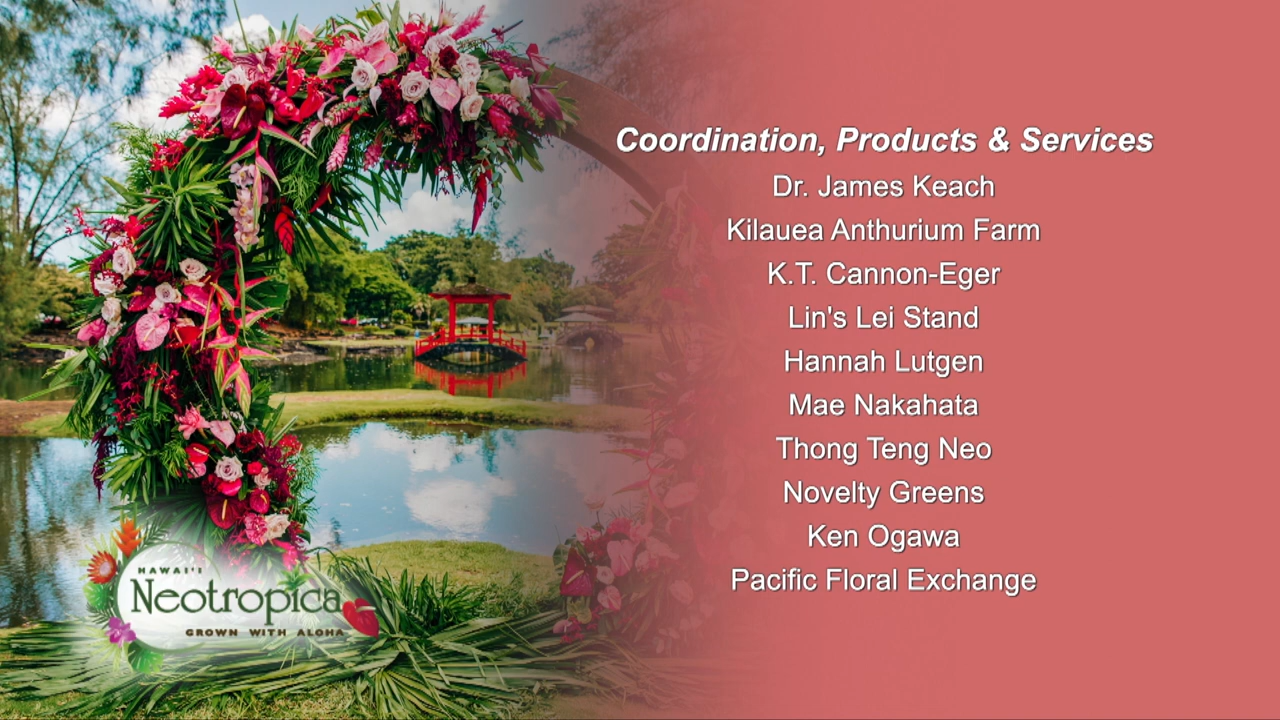 Coordination, Products & Services
Dr. James Keach
Kilauea Anthurium Farm
K.T. Cannon-Eger
Lin's Lei Stand
Hannah Lutgen
Mae Nakahata
Thong Teng Neo
Novelty Greens
Ken Ogawa
Pacific Floral Exchange
HAWAI'I
Neotropica
GROWN WITH ALOHA